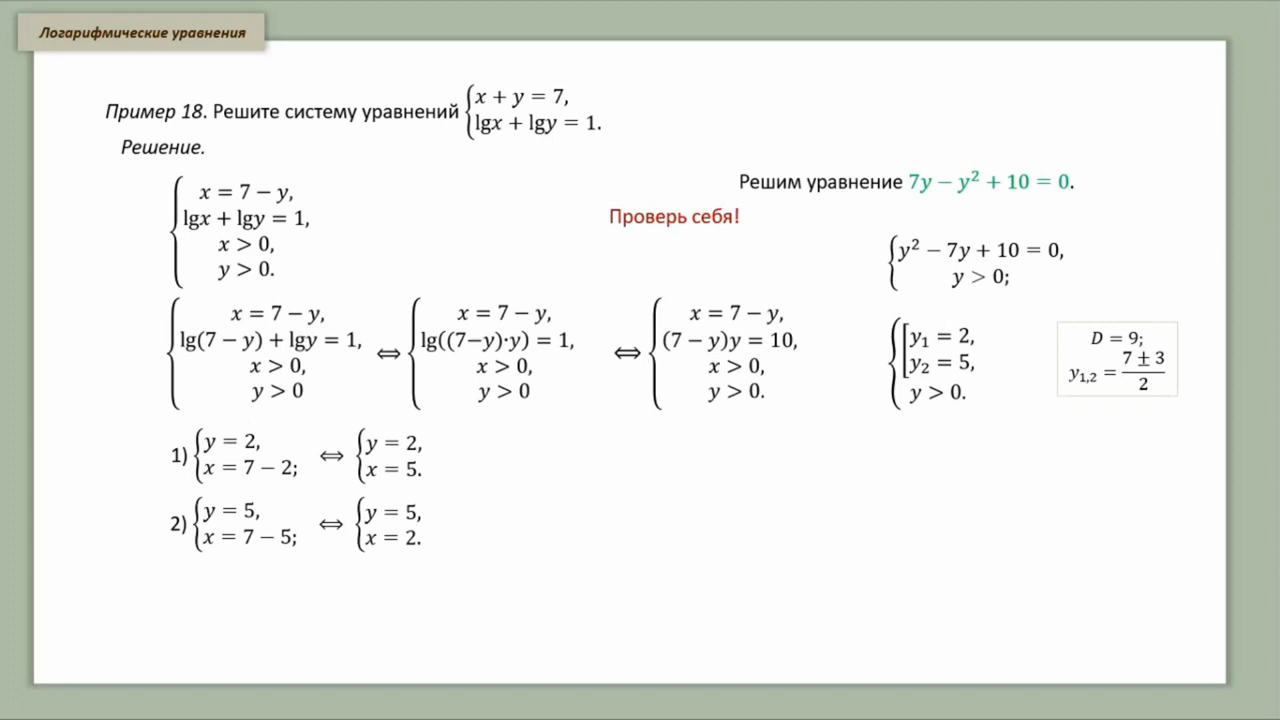 Логарифмические уравнения
Пример 18. Решите систему уравнений {x + y = 7,
lgx + lgy = 1.
Решение.
x = 7 − y,
lgx + lgy = 1,
x > 0,
y > 0.
Решим уравнение 7y − y² + 10 = 0.
Проверь себя!
y² − 7y + 10 = 0,
y > 0;
x = 7 − y,
lg(7 − y) + lgy = 1,
x > 0,
y > 0
⇔
x = 7 − y,
lg((7−y)·y) = 1,
x > 0,
y > 0
⇔
x = 7 − y,
(7 − y)y = 10,
x > 0,
y > 0.
y₁ = 2,
y₂ = 5,
y > 0.
D = 9;
y₁,₂ = (7 ± 3)/2
1) {y = 2,
x = 7 − 2;
⇔
{y = 2,
x = 5.
2) {y = 5,
x = 7 − 5;
⇔
{y = 5,
x = 2.